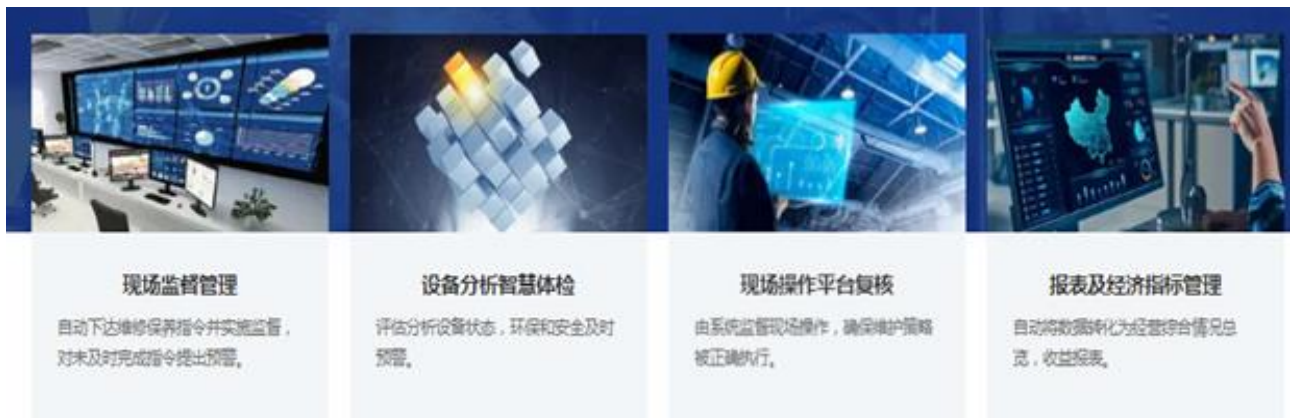 现场监督管理
自动下达维修保养指令并实施监督，
对未及时完成指令提出预警。
设备分析智慧体检
评估分析设备状态，环保和安全及时
预警。
现场操作平台复核
由系统监督现场操作，确保维护策略
被正确执行。
报表及经济指标管理
自动将数据转化为经营综合情况总
览，收益报表。